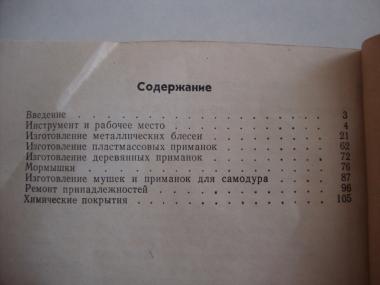 Содержание
Введение . . . . . . . . . . . . . . 3
Инструмент и рабочее место . . . . . . . . 4
Изготовление металлических блесен . . . . . . 21
Изготовление пластмассовых приманок . . . . . 62
Изготовление деревянных приманок . . . . . . 72
Мормышки . . . . . . . . . . . . . 76
Изготовление мушек и приманок для самодура . . . . 87
Ремонт принадлежностей . . . . . . . . . 96
Химические покрытия . . . . . . . . . . 105